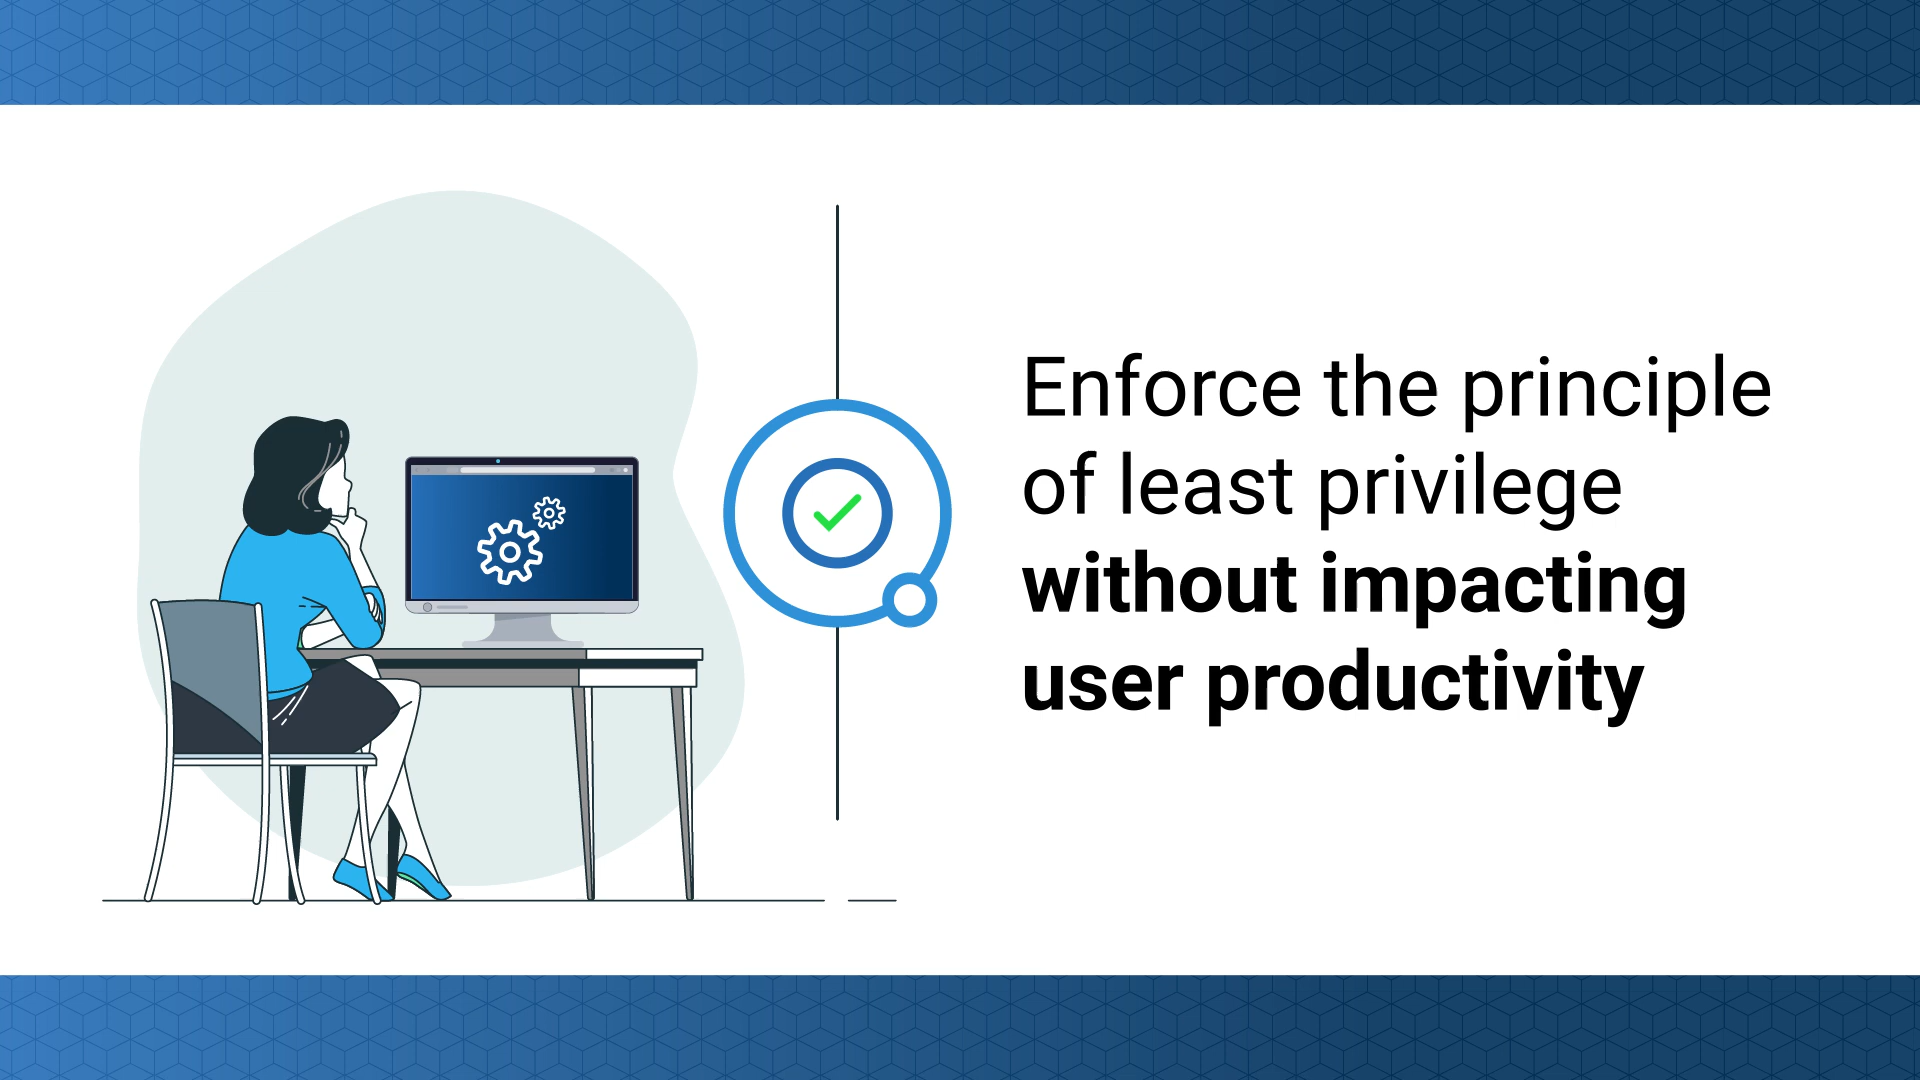 Enforce the principle
of least privilege
without impacting
user productivity